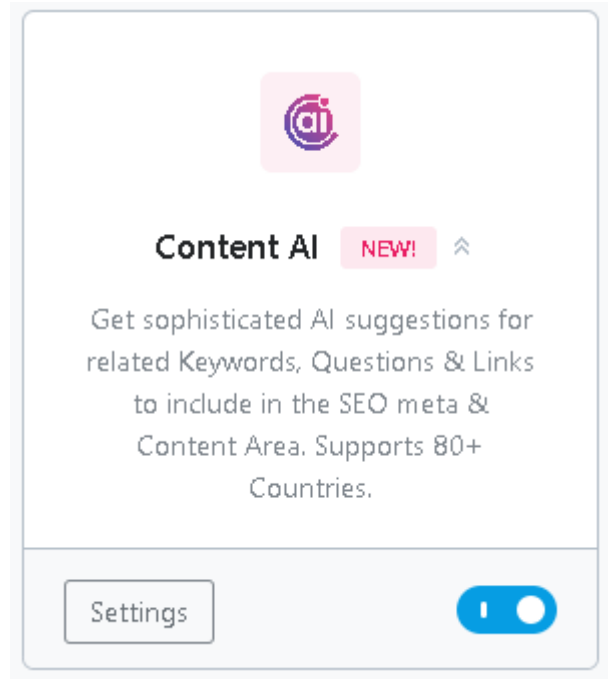 ai
Content AI NEW!
Get sophisticated AI suggestions for
related Keywords, Questions & Links
to include in the SEO meta &
Content Area. Supports 80+
Countries.
Settings